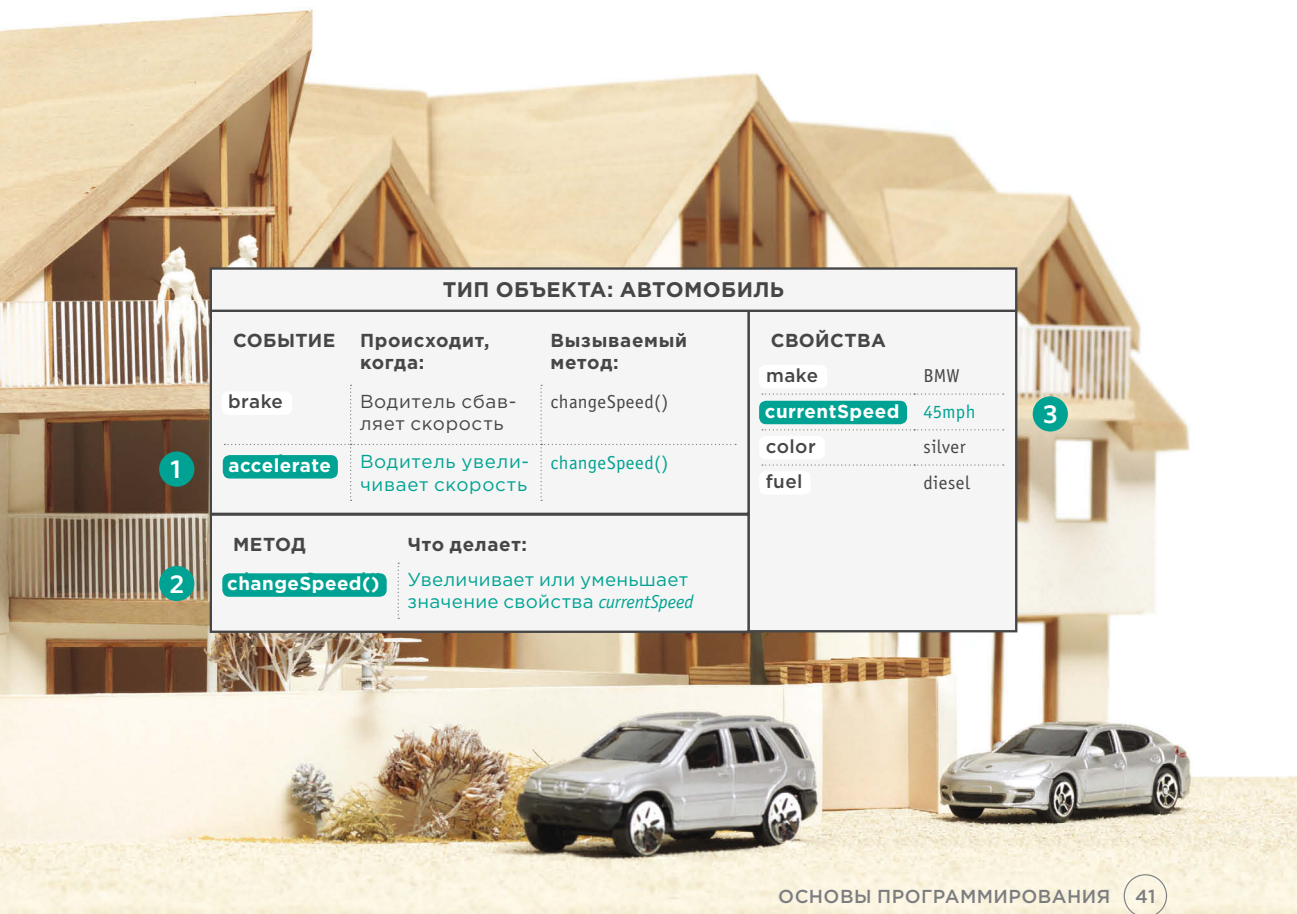 ТИП ОБЪЕКТА: АВТОМОБИЛЬ
СОБЫТИЕ
Происходит,
когда:
Вызываемый
метод:
brake
Водитель сбав-
ляет скорость
changeSpeed()
1
accelerate
Водитель увели-
чивает скорость
changeSpeed()
МЕТОД
Что делает:
2
changeSpeed()
Увеличивает или уменьшает
значение свойства currentSpeed
СВОЙСТВА
make BMW
currentSpeed 45mph
3
color silver
fuel diesel
ОСНОВЫ ПРОГРАММИРОВАНИЯ 41